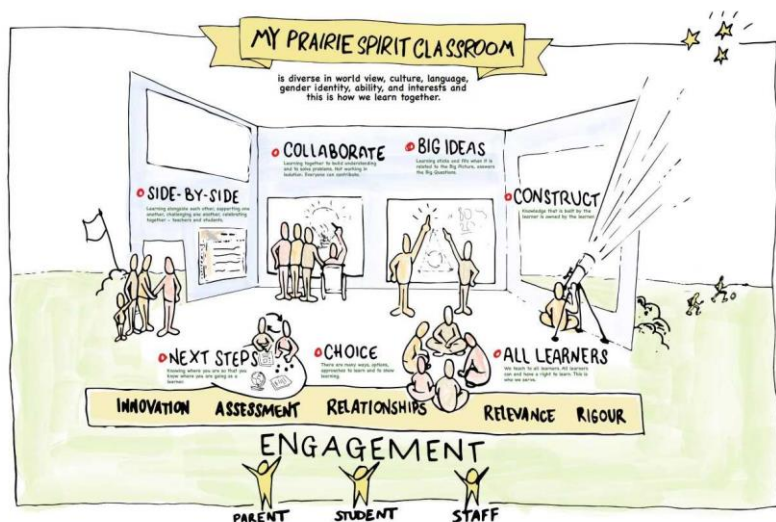 MY PRAIRIE SPIRIT CLASSROOM
is diverse in world view, culture, language,
gender identity, ability, and interests and
this is how we learn together.
COLLABORATE
Learning together to build understanding
and to solve problems. Not working in
isolation. Everyone can contribute.
BIG IDEAS
Learning sticks and fits when it is
related to the Big Picture, answers
the Big Questions.
SIDE-BY-SIDE
Learning alongside each other, supporting one
another, challenging one another, celebrating
together - teachers and students.
CONSTRUCT
Knowledge that is built by the
learner is owned by the learner.
NEXT STEPS
Knowing where you are so that you
know where you are going as a
learner.
CHOICE
There are many ways, options,
approaches to learn and to show
learning.
ALL LEARNERS
We teach to all learners. All learners
can and have a right to learn. This is
who we serve.
INNOVATION ASSESSMENT RELATIONSHIPS RELEVANCE RIGOUR
ENGAGEMENT
PARENT STUDENT STAFF